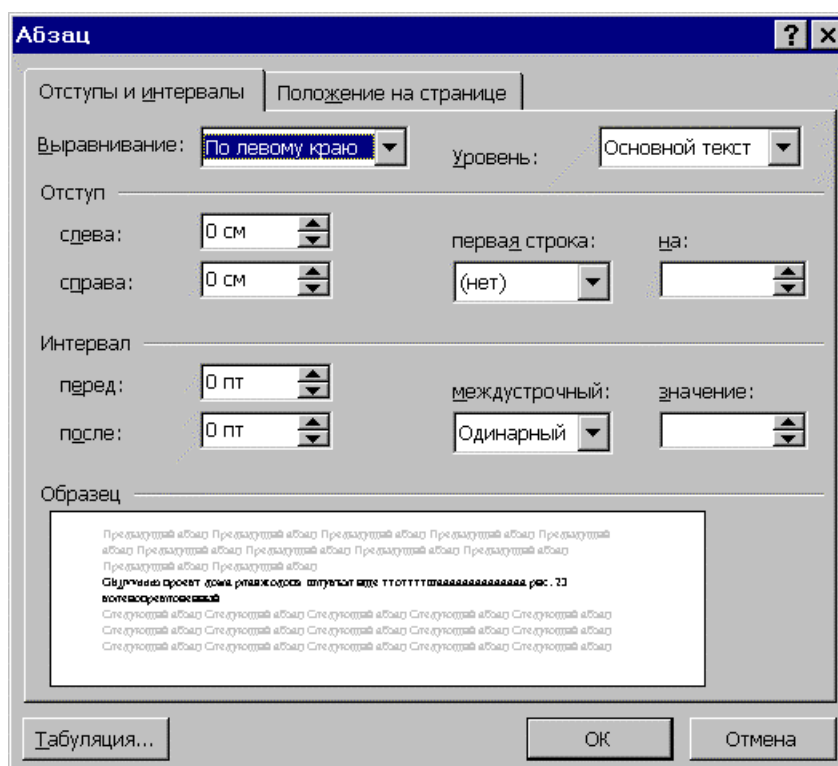 Абзац
Отступы и интервалы
Положение на странице
Выравнивание: По левому краю
Уровень: Основной текст
Отступ
слева: 0 см
справа: 0 см
первая строка: на:
(нет)
Интервал
перед: 0 пт
после: 0 пт
междустрочный: значение:
Одинарный
Образец
Предыдущий абзац Предыдущий абзац Предыдущий абзац Предыдущий абзац Предыдущий
абзац Предыдущий абзац Предыдущий абзац Предыдущий абзац Предыдущий абзац
Предыдущий абзац Предыдущий абзац
проект дома рис. 23
Следующий абзац Следующий абзац Следующий абзац Следующий абзац Следующий абзац
Следующий абзац Следующий абзац Следующий абзац Следующий абзац Следующий абзац
Следующий абзац Следующий абзац Следующий абзац Следующий абзац Следующий абзац
Табуляция...
ОК
Отмена